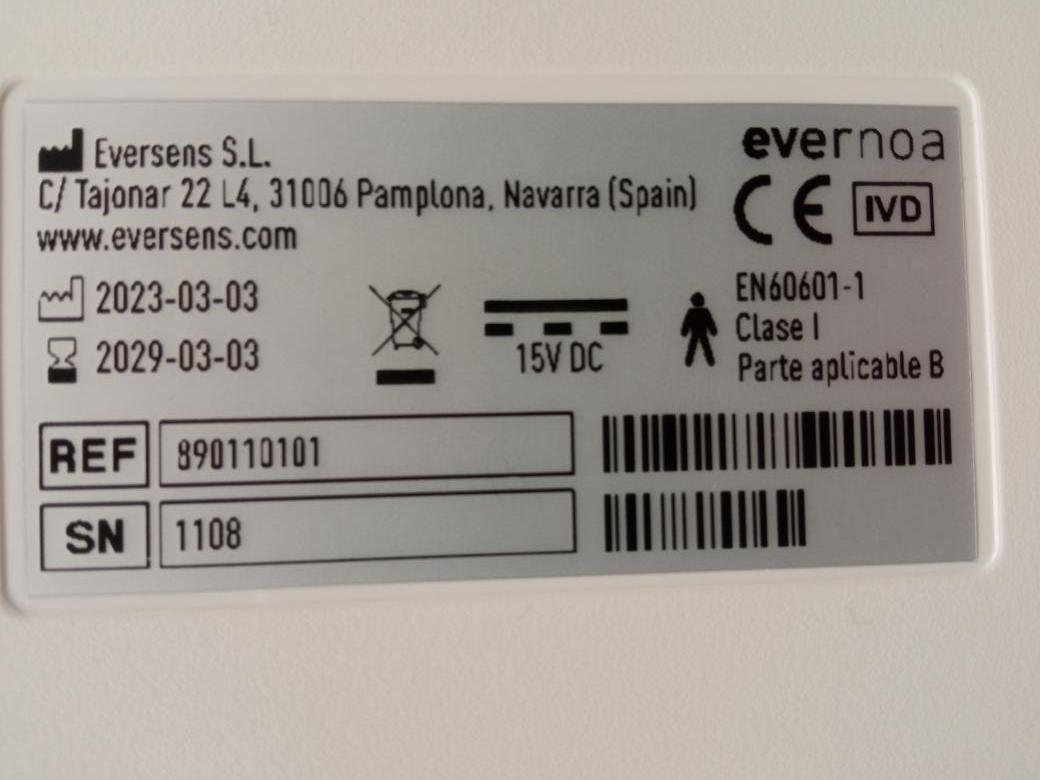 Eversens S.L.
C/ Tajonar 22 L4, 31006 Pamplona, Navarra (Spain)
www.eversens.com
evernoa
CE IVD
2023-03-03
2029-03-03
15V DC
EN60601-1
Clase I
Parte aplicable B
REF 890110101
SN 1108